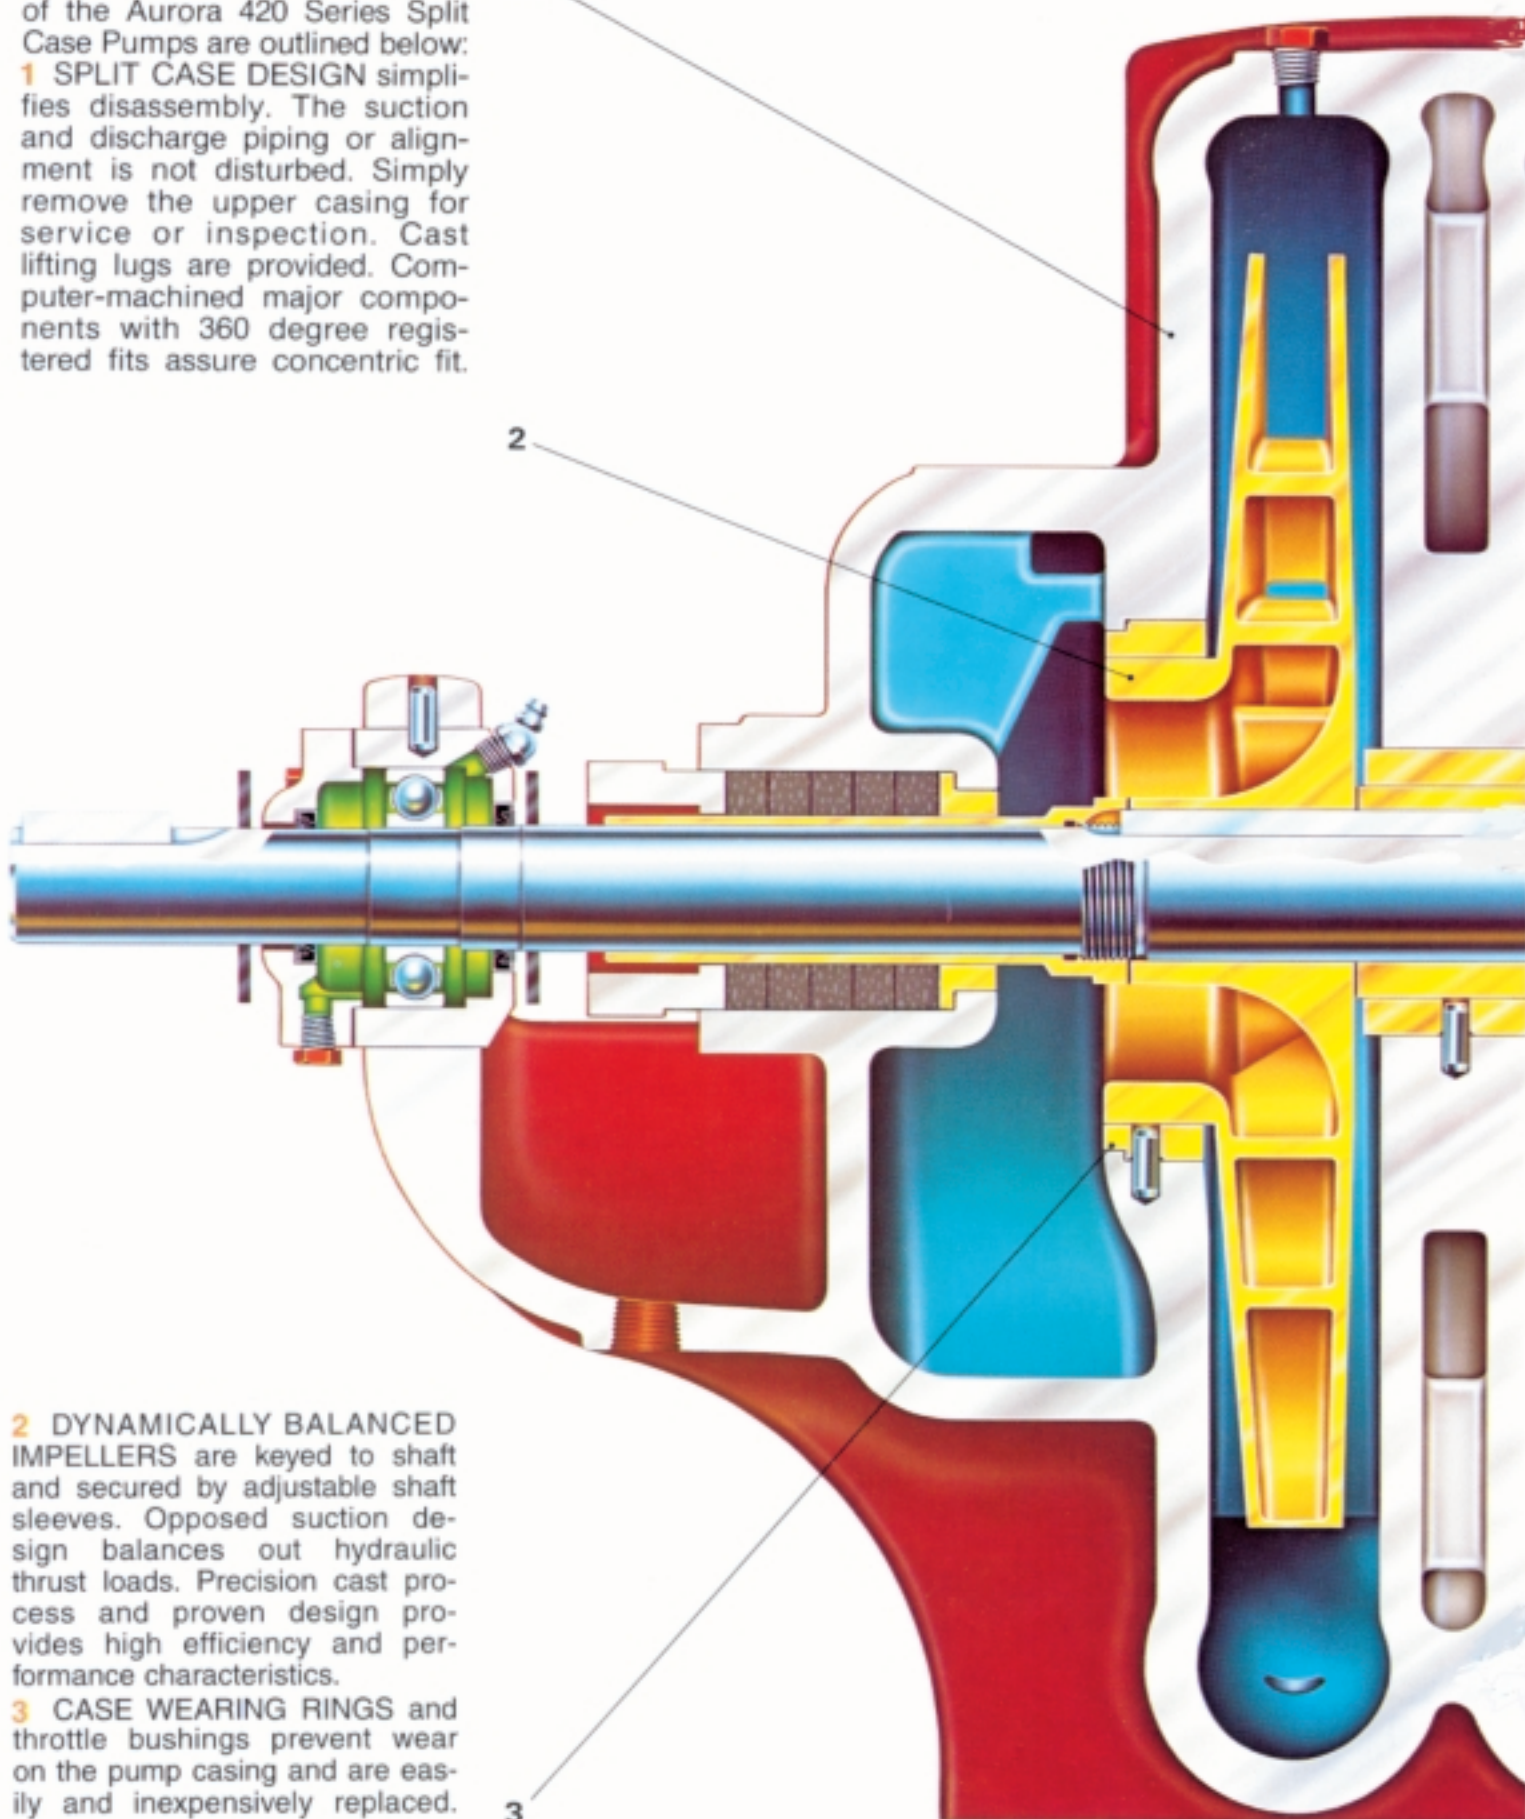 of the Aurora 420 Series Split
Case Pumps are outlined below:
1 SPLIT CASE DESIGN simpli-
fies disassembly. The suction
and discharge piping or align-
ment is not disturbed. Simply
remove the upper casing for
service or inspection. Cast
lifting lugs are provided. Com-
puter-machined major compo-
nents with 360 degree regis-
tered fits assure concentric fit.
2
2 DYNAMICALLY BALANCED
IMPELLERS are keyed to shaft
and secured by adjustable shaft
sleeves. Opposed suction de-
sign balances out hydraulic
thrust loads. Precision cast pro-
cess and proven design pro-
vides high efficiency and per-
formance characteristics.
3 CASE WEARING RINGS and
throttle bushings prevent wear
on the pump casing and are eas-
ily and inexpensively replaced.
3